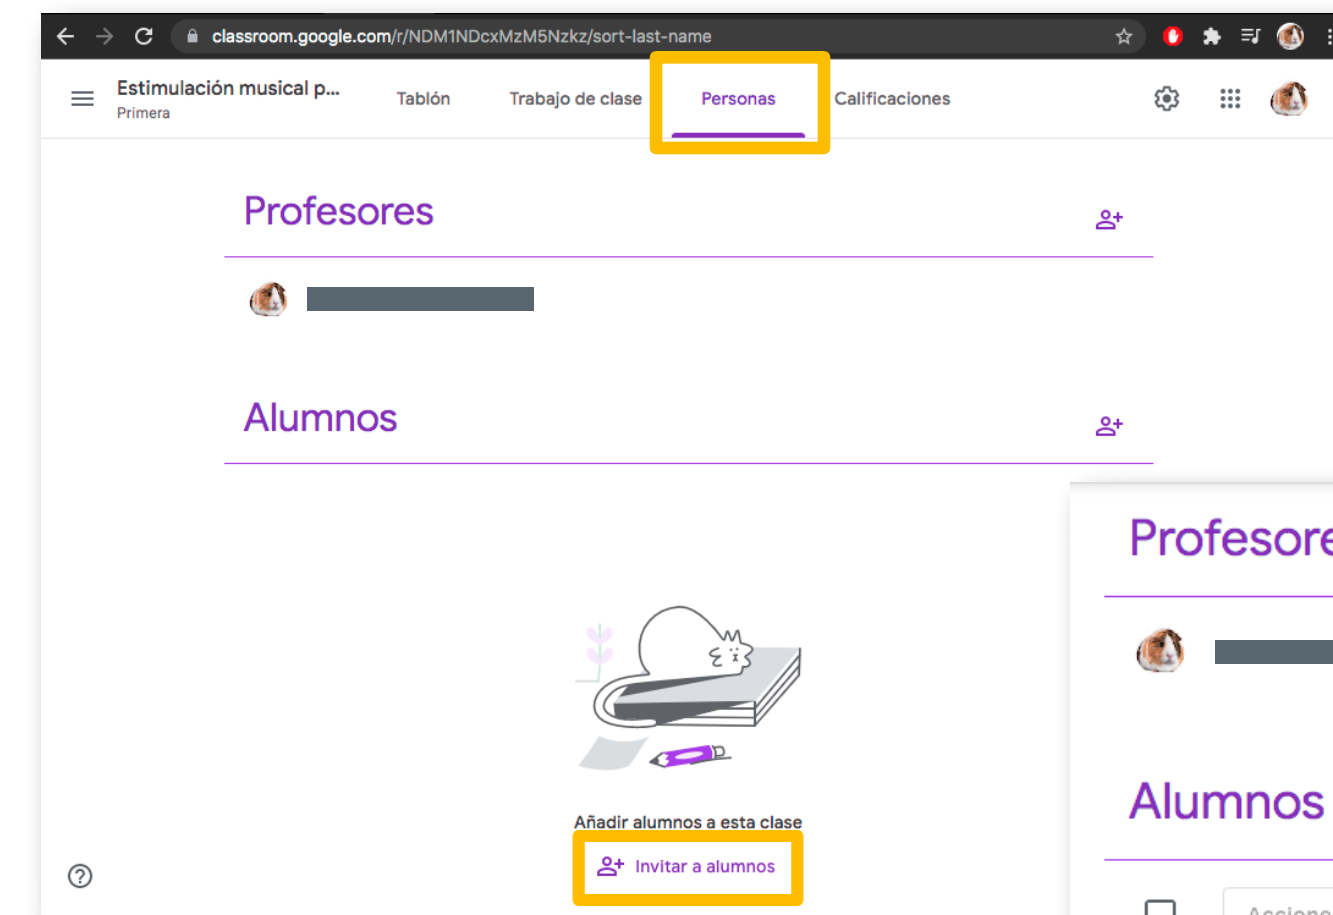 classroom.google.com/r/NDM1NDcxMzM5Nzkz/sort-last-name
Estimulación musical p...
Primera
Tablón
Trabajo de clase
Personas
Calificaciones
Profesores
Alumnos
Añadir alumnos a esta clase
Invitar a alumnos
Profesore
Alumnos
Accione